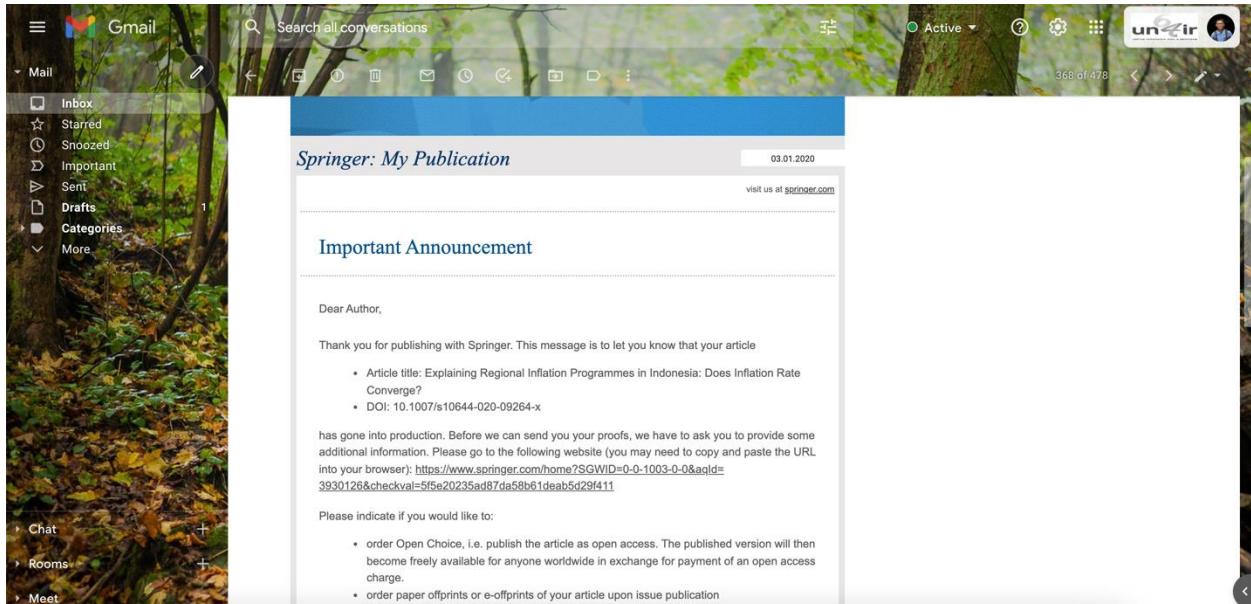 Gmail
Search all conversations
Active
un4ir
Mail
368 of 478
Inbox
Starred
Snoozed
Important
Sent
Drafts 1
Categories
More
Chat
Rooms
Meet
Springer: My Publication
03.01.2020
visit us at springer.com
Important Announcement
Dear Author,
Thank you for publishing with Springer. This message is to let you know that your article
• Article title: Explaining Regional Inflation Programmes in Indonesia: Does Inflation Rate
Converge?
• DOI: 10.1007/s10644-020-09264-x
has gone into production. Before we can send you your proofs, we have to ask you to provide some
additional information. Please go to the following website (you may need to copy and paste the URL
into your browser): https://www.springer.com/home?SGWID=0-0-1003-0-0&aqId=
3930126&checkval=5f5e20235ad87da58b61deab5d29f411
Please indicate if you would like to:
• order Open Choice, i.e. publish the article as open access. The published version will then
become freely available for anyone worldwide in exchange for payment of an open access
charge.
• order paper offprints or e-offprints of your article upon issue publication